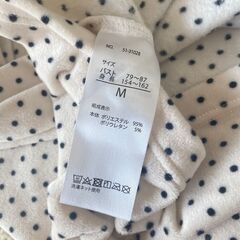 NO. 51-91028
サイズ
バスト 79~87
身長 154~162
M
組成表示
本体 ポリエステル 95%
ポリウレタン 5%
洗濯ネット使用